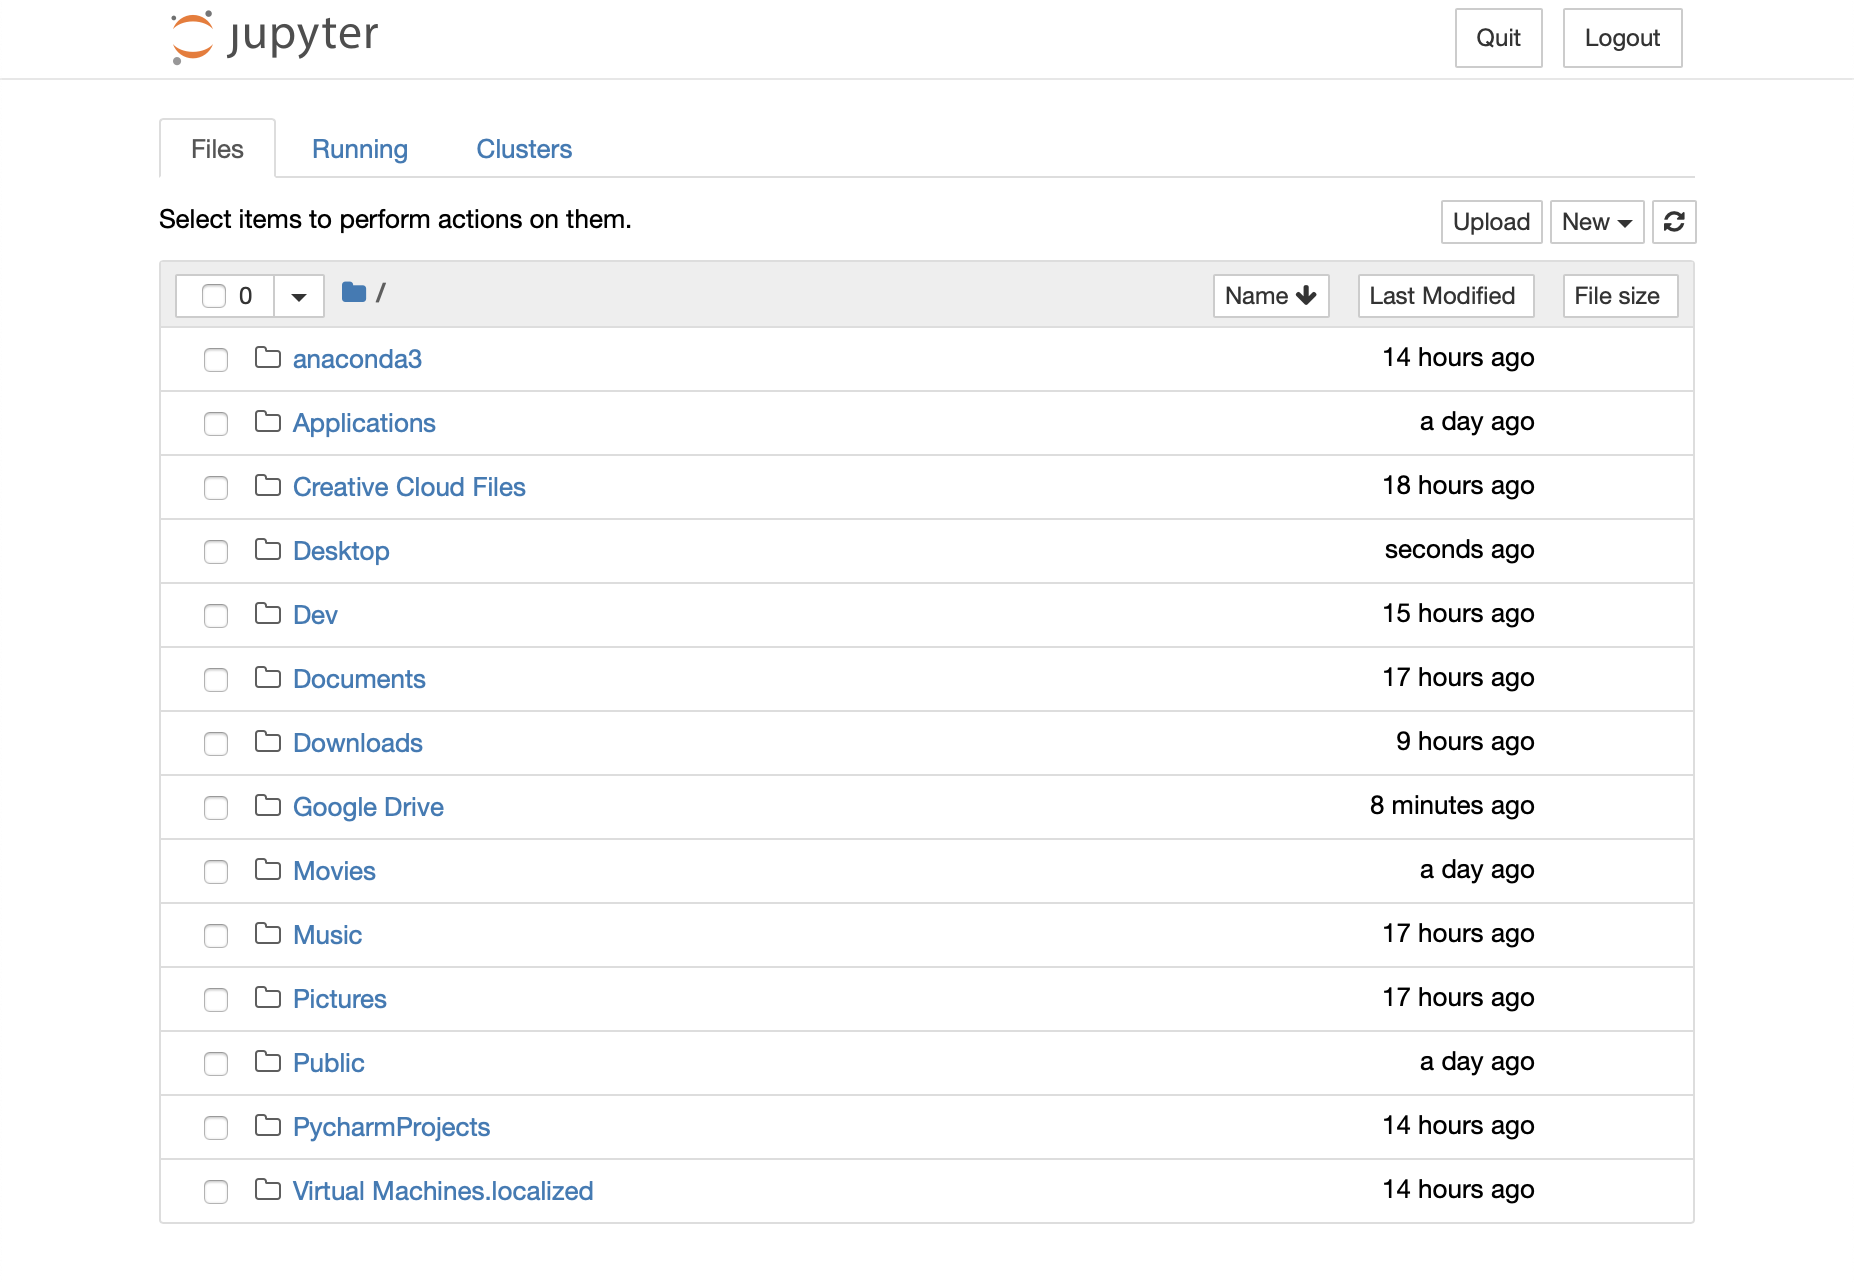 jupyter Quit Logout
Files Running Clusters
Select items to perform actions on them. Upload New
0 / Name Last Modified File size
anaconda3 14 hours ago
Applications a day ago
Creative Cloud Files 18 hours ago
Desktop seconds ago
Dev 15 hours ago
Documents 17 hours ago
Downloads 9 hours ago
Google Drive 8 minutes ago
Movies a day ago
Music 17 hours ago
Pictures 17 hours ago
Public a day ago
PycharmProjects 14 hours ago
Virtual Machines.localized 14 hours ago